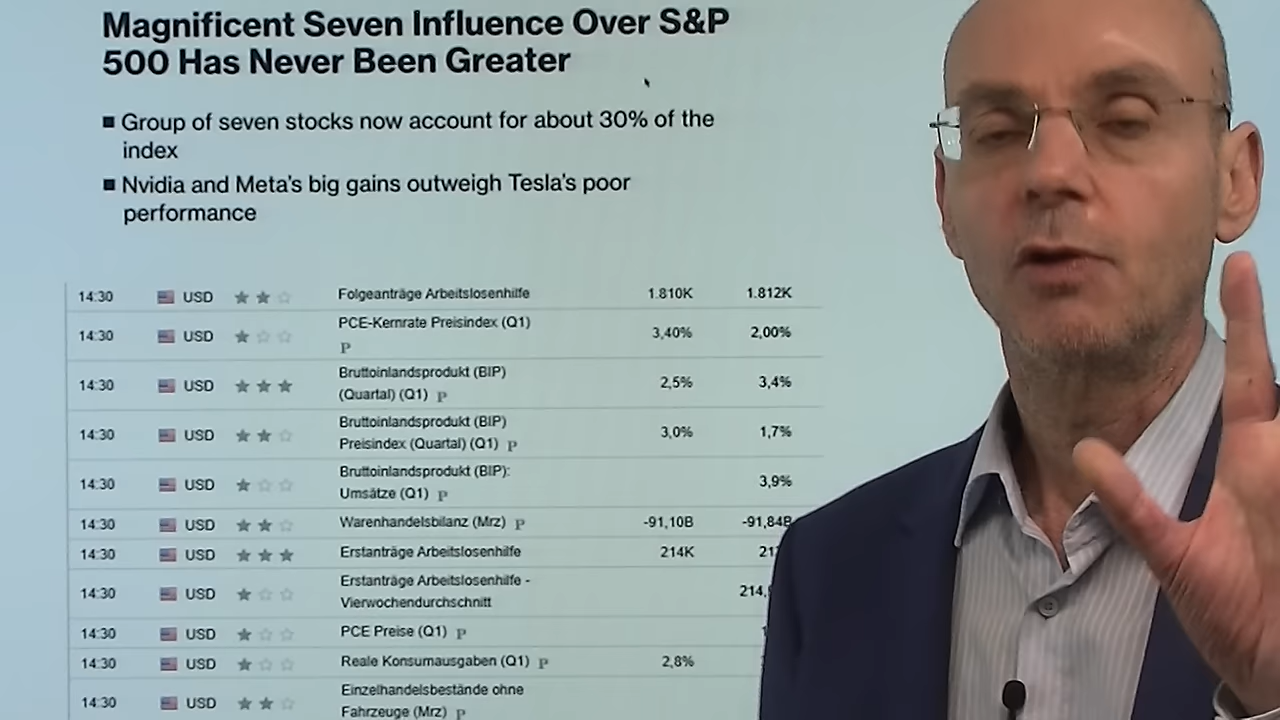 Magnificent Seven Influence Over S&P
500 Has Never Been Greater
■ Group of seven stocks now account for about 30% of the
index
■ Nvidia and Meta's big gains outweigh Tesla's poor
performance
14:30 USD Folgeanträge Arbeitslosenhilfe 1.810K 1.812K
14:30 USD PCE-Kernrate Preisindex (Q1) 3,40% 2,00%
P
14:30 USD Bruttoinlandsprodukt (BIP) 2,5% 3,4%
(Quartal) (Q1) P
14:30 USD Bruttoinlandsprodukt (BIP) 3,0% 1,7%
Preisindex (Quartal) (Q1) P
14:30 USD Bruttoinlandsprodukt (BIP): 3,9%
Umsätze (Q1) P
14:30 USD Warenhandelsbilanz (Mrz) P -91,10B -91,84B
14:30 USD Erstanträge Arbeitslosenhilfe 214K
14:30 USD Erstanträge Arbeitslosenhilfe -
Vierwochendurchschnitt
14:30 USD PCE Preise (Q1) P
14:30 USD Reale Konsumausgaben (Q1) P 2,8%
14:30 USD Einzelhandelsbestände ohne
Fahrzeuge (Mrz) P